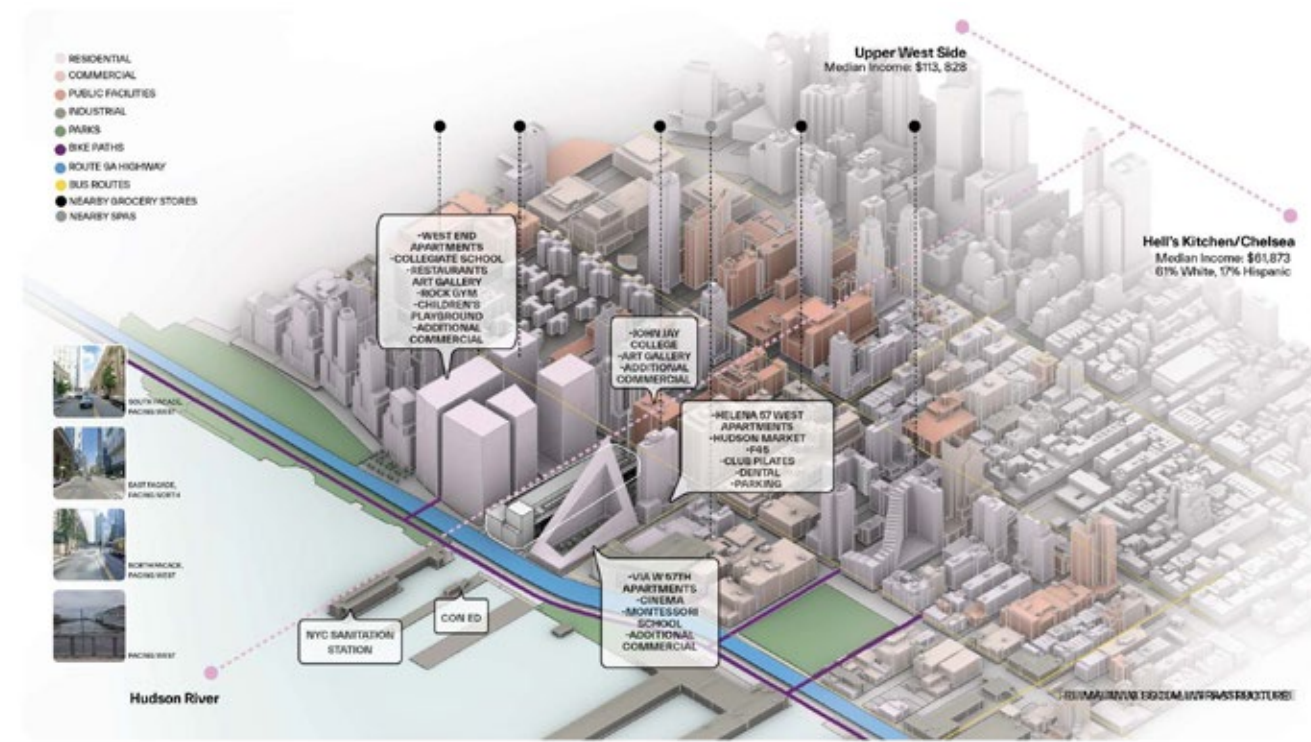 RESIDENTIAL
COMMERCIAL
PUBLIC FACILITIES
INDUSTRIAL
PARKS
BIKE PATHS
ROUTE 9A HIGHWAY
BUS ROUTES
NEARBY GROCERY STORES
NEARBY SPAS
Upper West Side
Median Income: $113, 828
Hell's Kitchen/Chelsea
Median Income: $61,873
61% White, 17% Hispanic
-WEST END
APARTMENTS
-COLLEGIATE SCHOOL
-RESTAURANTS
ART GALLERY
-ROCK GYM
-CHILDREN'S
PLAYGROUND
-ADDITIONAL
COMMERCIAL
-JOHN JAY
COLLEGE
-ART GALLERY
-ADDITIONAL
COMMERCIAL
-HELENA 57 WEST
APARTMENTS
-HUDSON MARKET
-F45
-CLUB PILATES
-DENTAL
-PARKING
-VIA W 57TH
APARTMENTS
-CINEMA
-MONTESSORI
SCHOOL
-ADDITIONAL
COMMERCIAL
SOUTH FACADE,
FACING WEST
EAST FACADE,
FACING NORTH
NORTH FACADE,
FACING WEST
FACING WEST
CON ED
NYC SANITATION
STATION
Hudson River